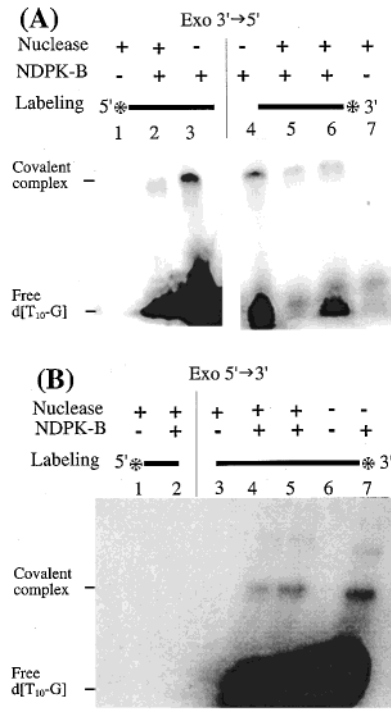 (A)
Exo 3'→5'
Nuclease + + - - + + +
NDPK-B - + + + + + -
Labeling 5'* * 3'
1 2 3 4 5 6 7
Covalent
complex
Free
d[T₁₀-G]
(B)
Exo 5'→3'
Nuclease + + + + + - -
NDPK-B - + - + + - +
Labeling 5'* * 3'
1 2 3 4 5 6 7
Covalent
complex
Free
d[T₁₀-G]